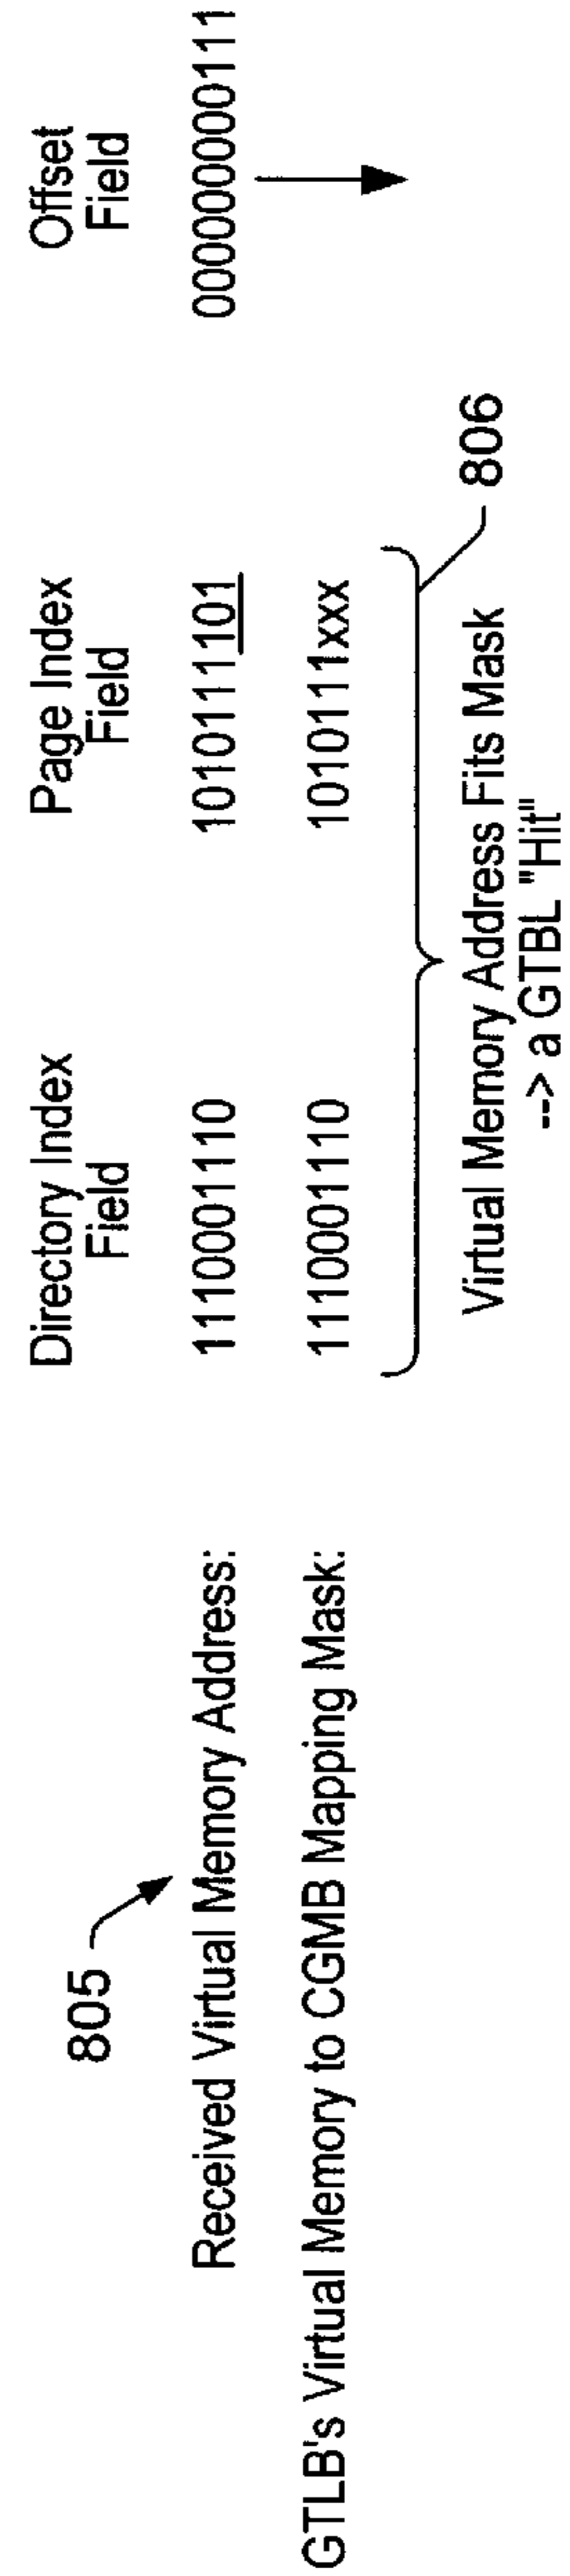 Directory Index Field
Page Index Field
Offset Field
805
Received Virtual Memory Address: 1110001110 1010111101 000000000111
GTLB's Virtual Memory to CGMB Mapping Mask: 1110001110 1010111xxx
806
Virtual Memory Address Fits Mask
--> a GTBL "Hit"